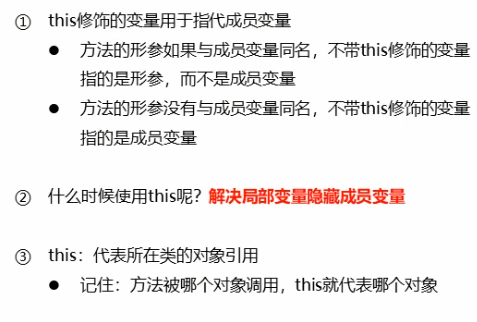 ① this修饰的变量用于指代成员变量
● 方法的形参如果与成员变量同名，不带this修饰的变量
指的是形参，而不是成员变量
● 方法的形参没有与成员变量同名，不带this修饰的变量
指的是成员变量
② 什么时候使用this呢？解决局部变量隐藏成员变量
③ this：代表所在类的对象引用
● 记住：方法被哪个对象调用，this就代表哪个对象